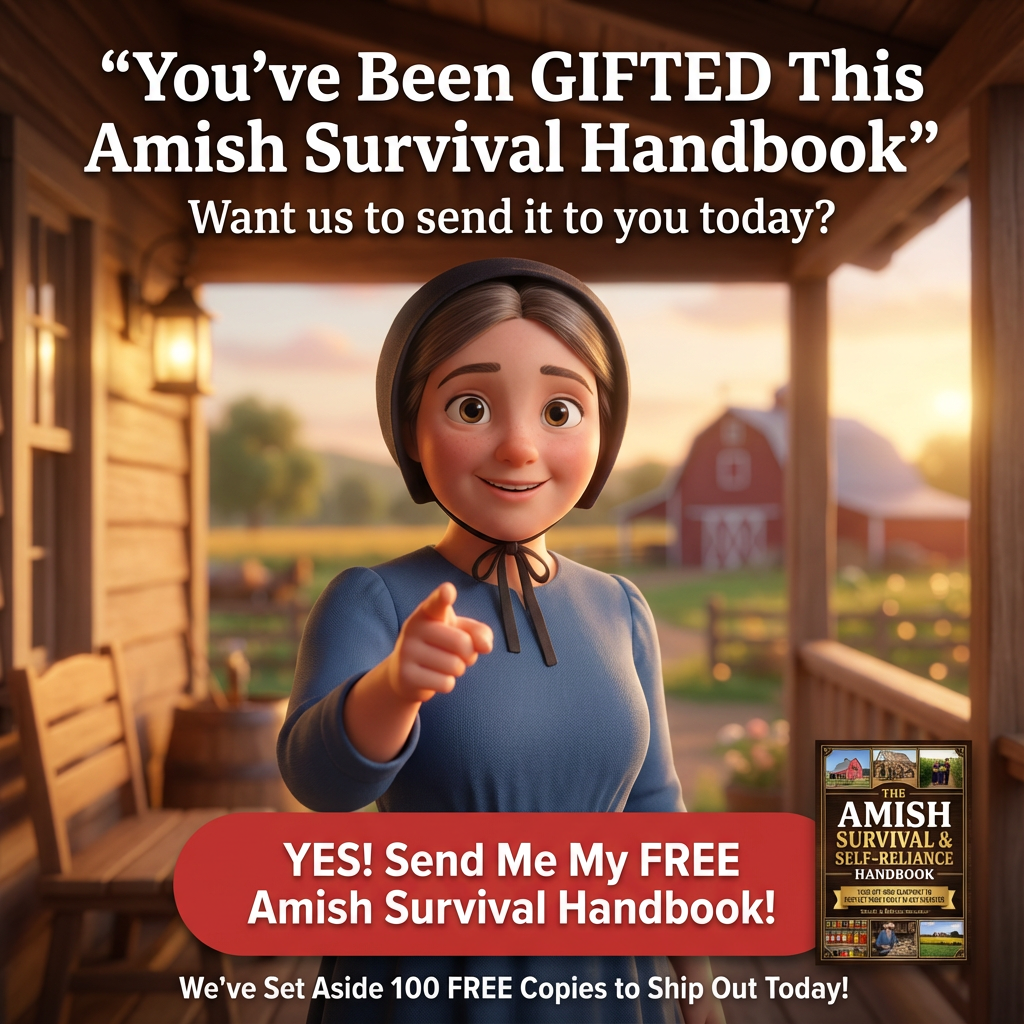 “You’ve Been GIFTED This
Amish Survival Handbook”
Want us to send it to you today?
THE
AMISH
SURVIVAL &
SELF-RELIANCE
HANDBOOK
YES! Send Me My FREE
Amish Survival Handbook!
We’ve Set Aside 100 FREE Copies to Ship Out Today!